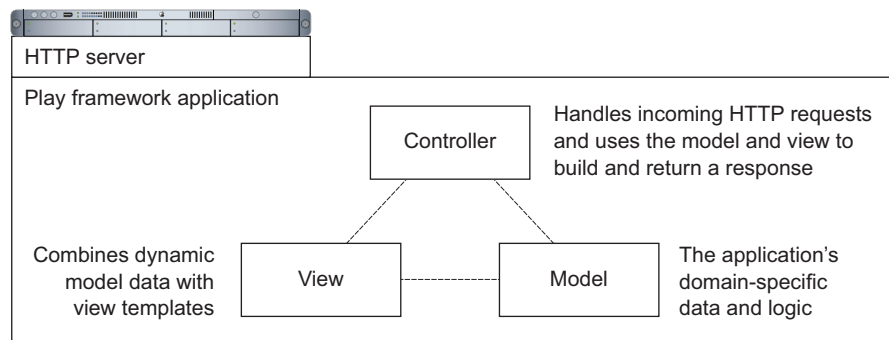 HTTP server
Play framework application
Controller
Handles incoming HTTP requests
and uses the model and view to
build and return a response
Combines dynamic
model data with
view templates
View
Model
The application’s
domain-specific
data and logic